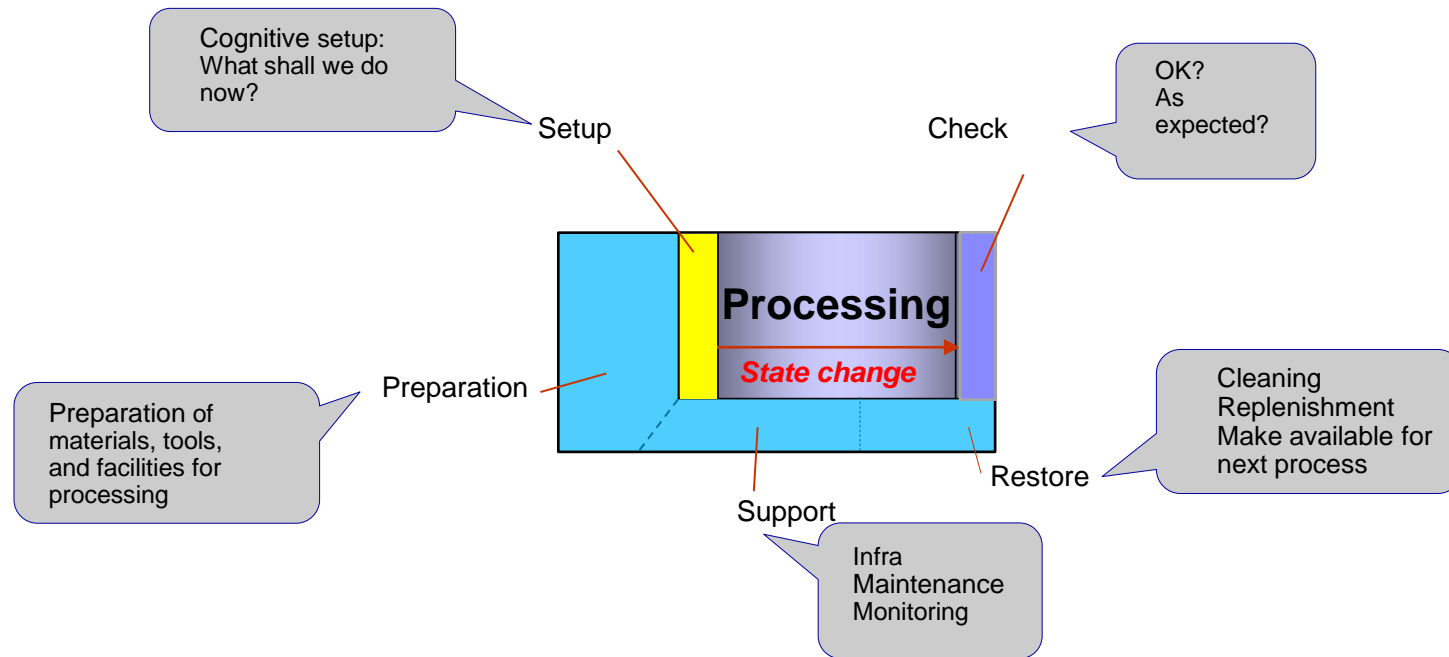 Cognitive setup:
What shall we do
now?
OK?
As
expected?
Setup
Check
Processing
State change
Preparation
Preparation of
materials, tools,
and facilities for
processing
Cleaning
Replenishment
Make available for
next process
Restore
Support
Infra
Maintenance
Monitoring